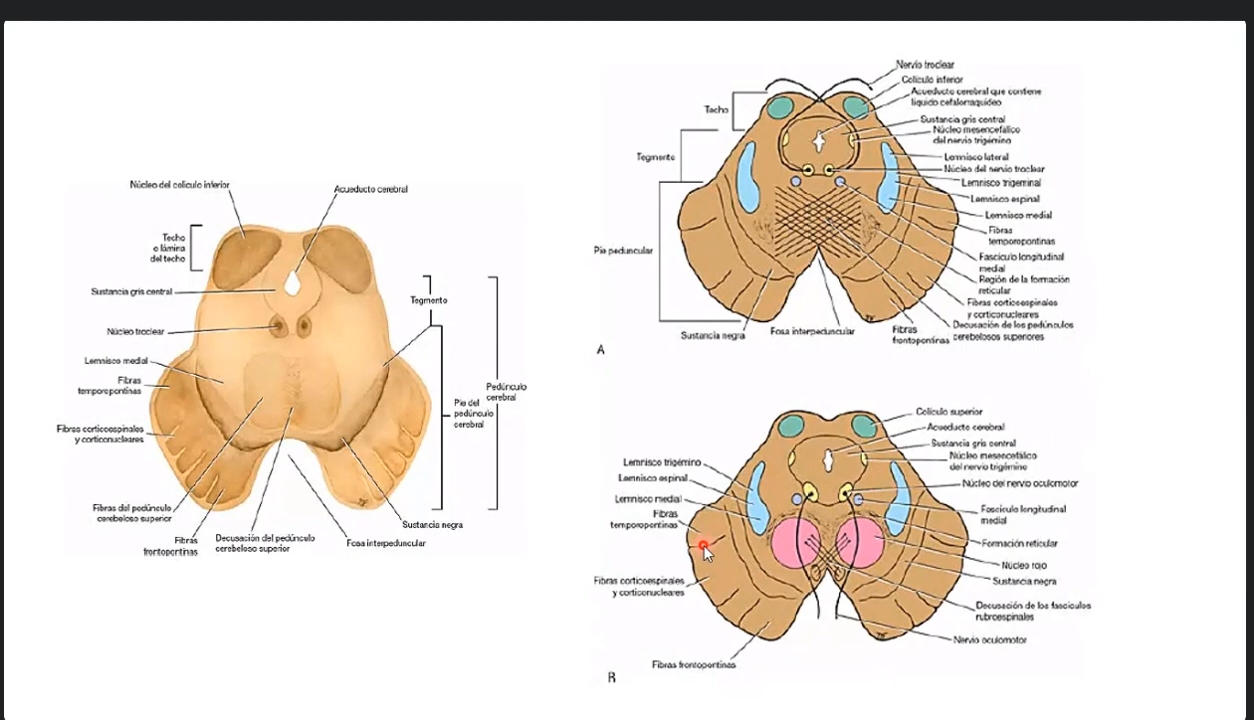 Núcleo del colículo inferior
Acueducto cerebral
Techo
o lámina
del techo
Sustancia gris central
Tegmento
Núcleo troclear
Lemnisco medial
Fibras
temporopontinas
Pedúnculo
cerebral
Pie del
pedúnculo
cerebral
Fibras corticoespinales
y corticonucleares
Fibras del pedúnculo
cerebeloso superior
Sustancia negra
Fibras
frontopontinas
Decusación del pedúnculo
cerebeloso superior
Fosa interpeduncular
Nervio troclear
Colículo inferior
Acueducto cerebral que contiene
líquido cefalorraquídeo
Techo
Sustancia gris central
Núcleo mesencefálico
del nervio trigémino
Tegmento
Lemnisco lateral
Núcleo del nervio troclear
Lemnisco trigeminal
Lemnisco espinal
Lemnisco medial
Fibras
temporopontinas
Pie peduncular
Fascículo longitudinal
medial
Región de la formación
reticular
Fibras corticoespinales
y corticonucleares
Decusación de los pedúnculos
cerebelosos superiores
Sustancia negra
Fosa interpeduncular
Fibras
frontopontinas
A
Colículo superior
Acueducto cerebral
Sustancia gris central
Núcleo mesencefálico
del nervio trigémino
Lemnisco trigémino
Lemnisco espinal
Núcleo del nervio oculomotor
Lemnisco medial
Fibras
temporopontinas
Fascículo longitudinal
medial
Formación reticular
Núcleo rojo
Sustancia negra
Fibras corticoespinales
y corticonucleares
Decusación de los fascículos
rubroespinales
Nervio oculomotor
Fibras frontopontinas
B